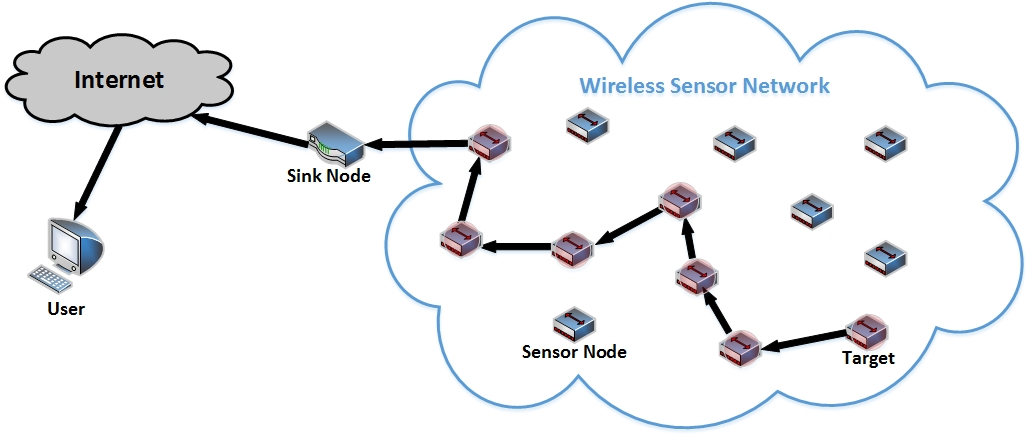 Internet
Wireless Sensor Network
Sink Node
User
Sensor Node
Target